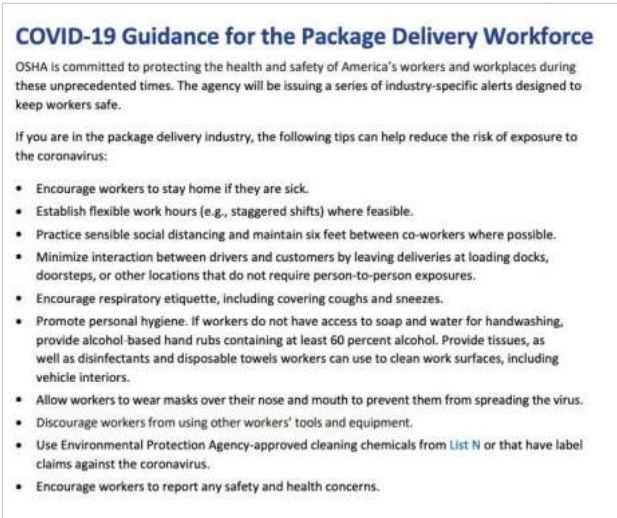 COVID-19 Guidance for the Package Delivery Workforce
OSHA is committed to protecting the health and safety of America's workers and workplaces during
these unprecedented times. The agency will be issuing a series of industry-specific alerts designed to
keep workers safe.
If you are in the package delivery industry, the following tips can help reduce the risk of exposure to
the coronavirus:
• Encourage workers to stay home if they are sick.
• Establish flexible work hours (e.g., staggered shifts) where feasible.
• Practice sensible social distancing and maintain six feet between co-workers where possible.
• Minimize interaction between drivers and customers by leaving deliveries at loading docks,
doorsteps, or other locations that do not require person-to-person exposures.
• Encourage respiratory etiquette, including covering coughs and sneezes.
• Promote personal hygiene. If workers do not have access to soap and water for handwashing,
provide alcohol-based hand rubs containing at least 60 percent alcohol. Provide tissues, as
well as disinfectants and disposable towels workers can use to clean work surfaces, including
vehicle interiors.
• Allow workers to wear masks over their nose and mouth to prevent them from spreading the virus.
• Discourage workers from using other workers' tools and equipment.
• Use Environmental Protection Agency-approved cleaning chemicals from List N or that have label
claims against the coronavirus.
• Encourage workers to report any safety and health concerns.